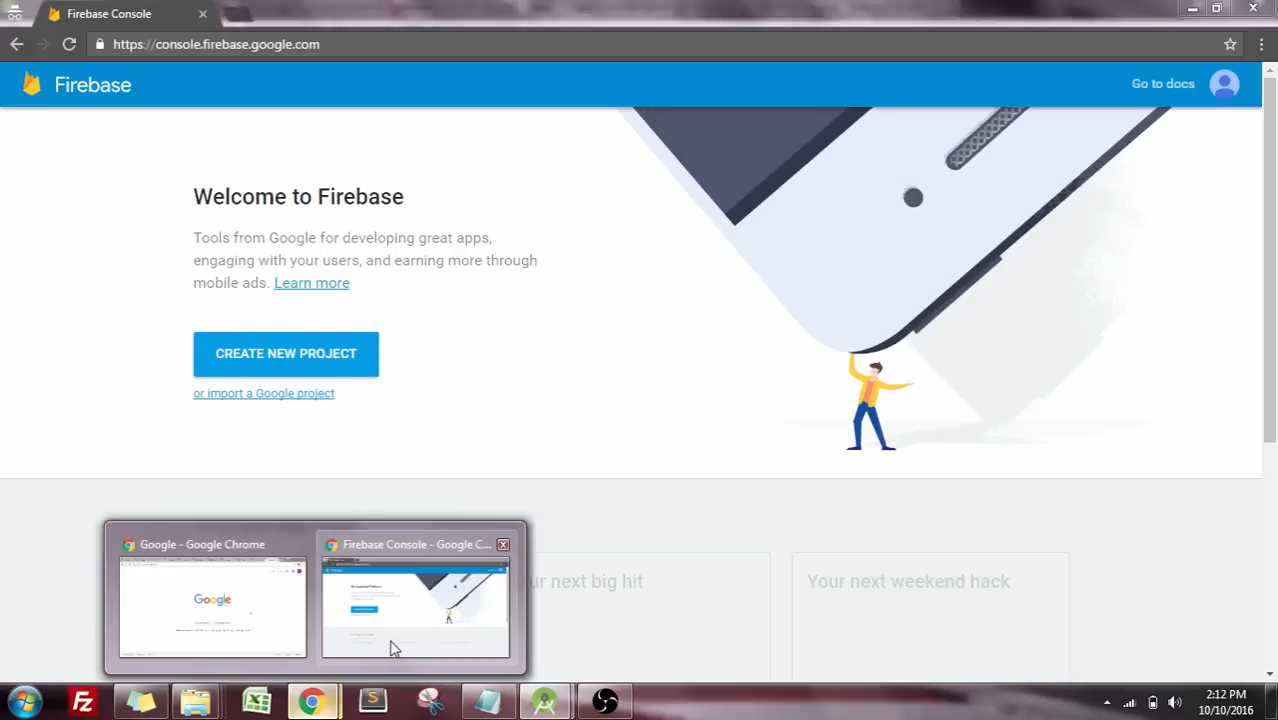 Firebase Console
https://console.firebase.google.com
Firebase
Go to docs
Welcome to Firebase
Tools from Google for developing great apps,
engaging with your users, and earning more through
mobile ads. Learn more
CREATE NEW PROJECT
or import a Google project
Google - Google Chrome
Firebase Console - Google C...
Google
ur next big hit
Your next weekend hack
Fz
S
2:12 PM
10/10/2016